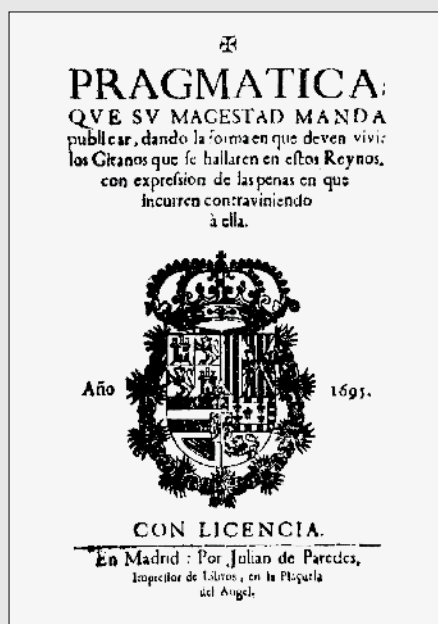 PRAGMATICA:
QVE SV MAGESTAD MANDA
publicar, dando la forma en que deven vivir
los Gitanos que se hallaren en estos Reynos,
con expression de las penas en que
incurren contraviniendo
à ella.
Año 1695.
CON LICENCIA.
En Madrid : Por Julian de Paredes,
Impressor de Libros, en la Plaçuela
del Angel.